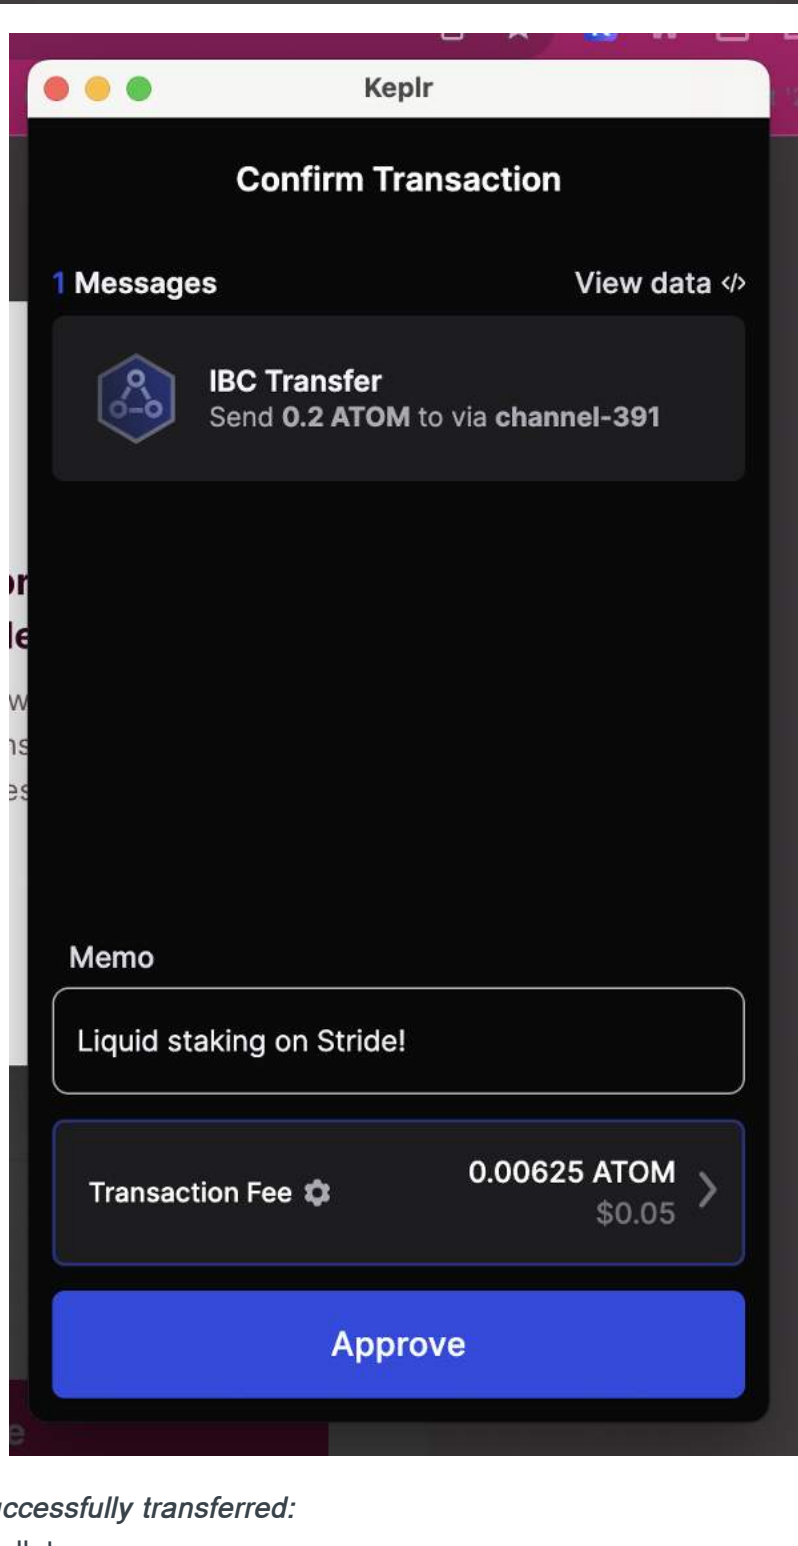 Keplr
Confirm Transaction
1 Messages
View data </>
IBC Transfer
Send 0.2 ATOM to via channel-391
Memo
Liquid staking on Stride!
Transaction Fee
0.00625 ATOM
$0.05
Approve
successfully transferred: